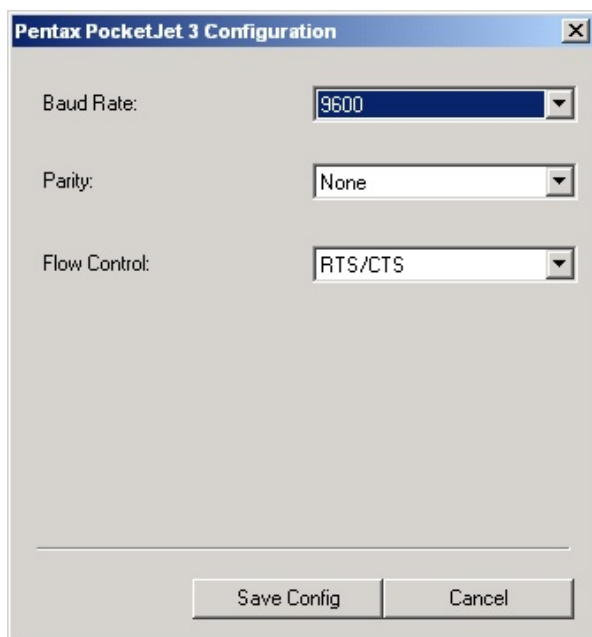 Pentax PocketJet 3 Configuration
Baud Rate: 9600
Parity: None
Flow Control: RTS/CTS
Save Config Cancel